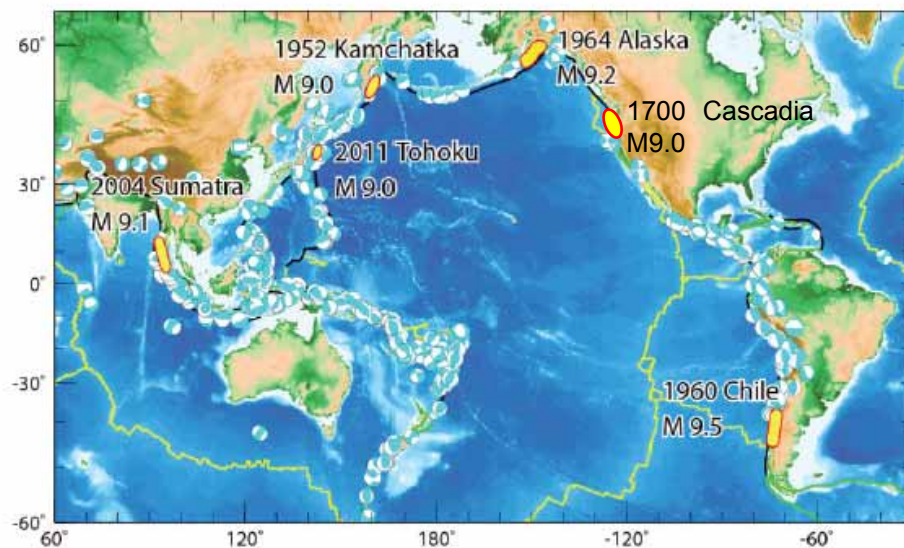 60°
1952 Kamchatka
M 9.0
1964 Alaska
M 9.2
1700 Cascadia
M9.0
2011 Tohoku
M 9.0
30°
2004 Sumatra
M 9.1
0°
-30°
1960 Chile
M 9.5
-60°
60°
120°
180°
-120°
-60°